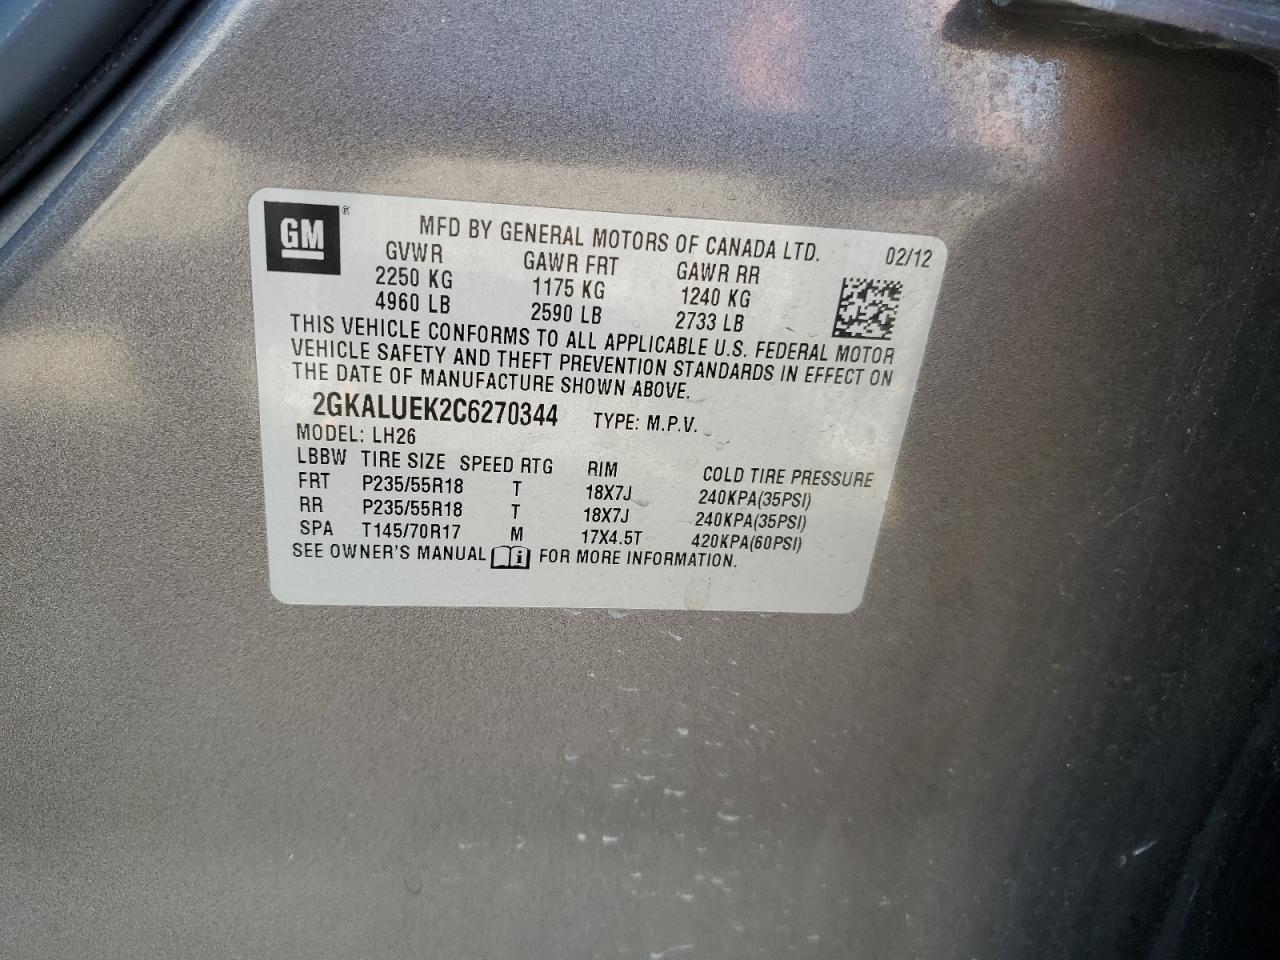 GM®
MFD BY GENERAL MOTORS OF CANADA LTD. 02/12
GVWR GAWR FRT GAWR RR
2250 KG 1175 KG 1240 KG
4960 LB 2590 LB 2733 LB
THIS VEHICLE CONFORMS TO ALL APPLICABLE U.S. FEDERAL MOTOR
VEHICLE SAFETY AND THEFT PREVENTION STANDARDS IN EFFECT ON
THE DATE OF MANUFACTURE SHOWN ABOVE.
2GKALUEK2C6270344 TYPE: M.P.V.
MODEL: LH26
LBBW TIRE SIZE SPEED RTG RIM COLD TIRE PRESSURE
FRT P235/55R18 T 18X7J 240KPA(35PSI)
RR P235/55R18 T 18X7J 240KPA(35PSI)
SPA T145/70R17 M 17X4.5T 420KPA(60PSI)
SEE OWNER'S MANUAL i FOR MORE INFORMATION.